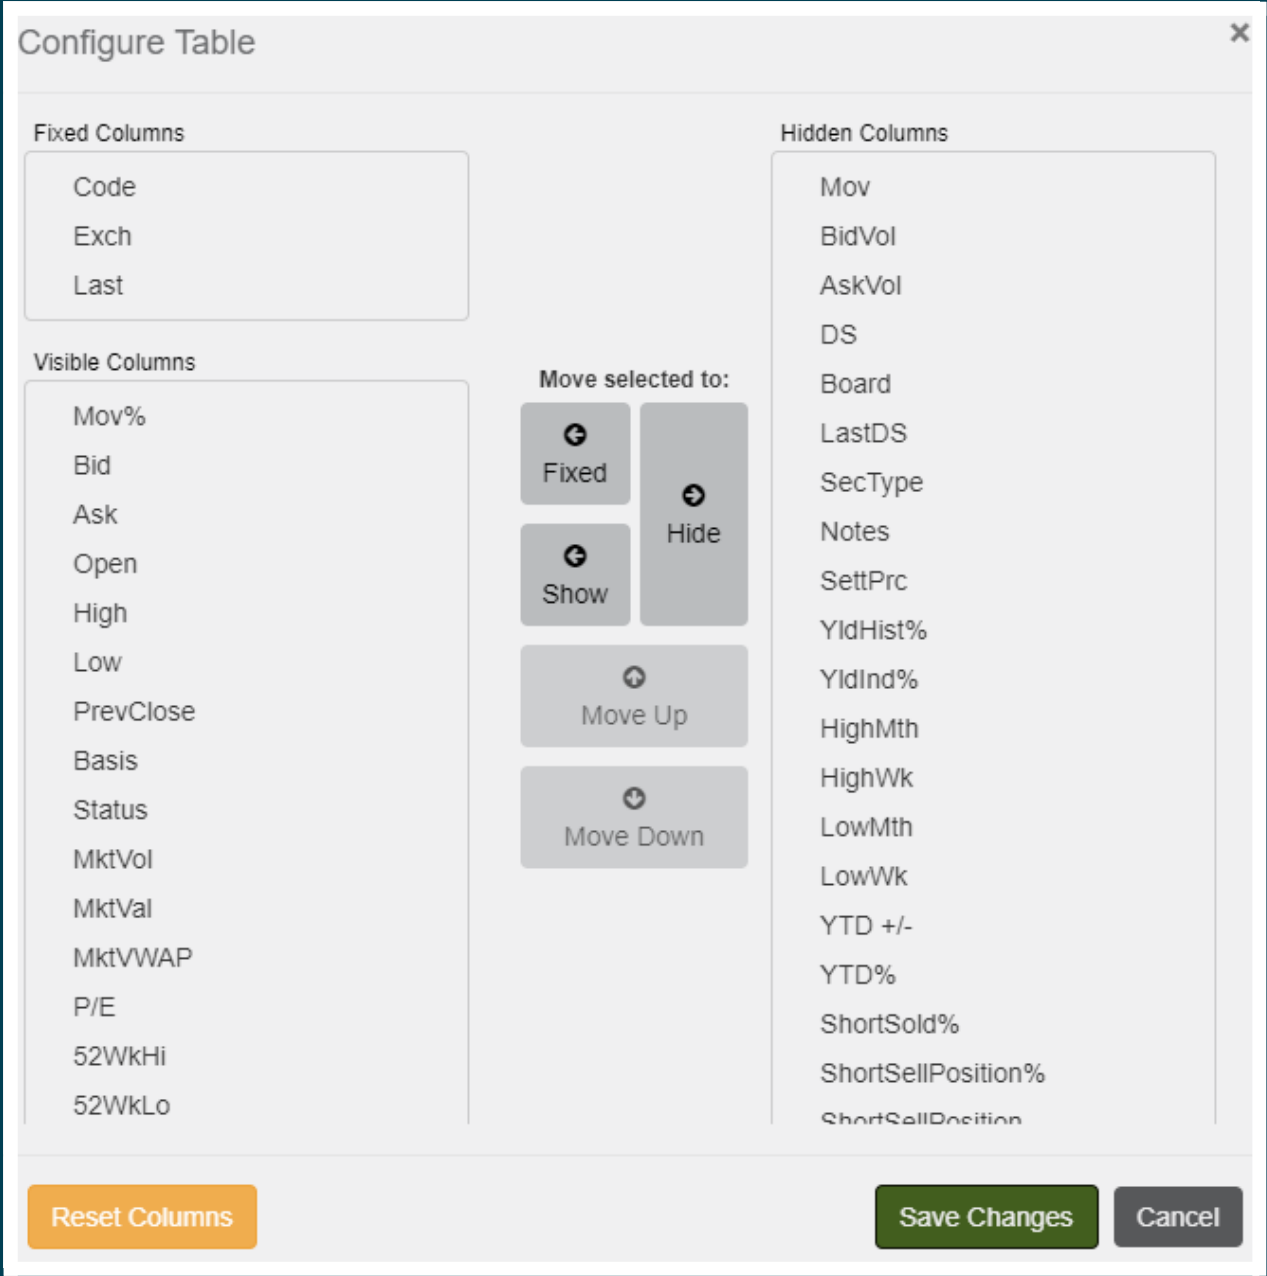 Configure Table
×
Fixed Columns
Code
Exch
Last
Visible Columns
Mov%
Bid
Ask
Open
High
Low
PrevClose
Basis
Status
MktVol
MktVal
MktVWAP
P/E
52WkHi
52WkLo
Move selected to:
Fixed
Hide
Show
Move Up
Move Down
Hidden Columns
Mov
BidVol
AskVol
DS
Board
LastDS
SecType
Notes
SettPrc
YldHist%
YldInd%
HighMth
HighWk
LowMth
LowWk
YTD +/-
YTD%
ShortSold%
ShortSellPosition%
ShortSellPosition
Reset Columns
Save Changes
Cancel